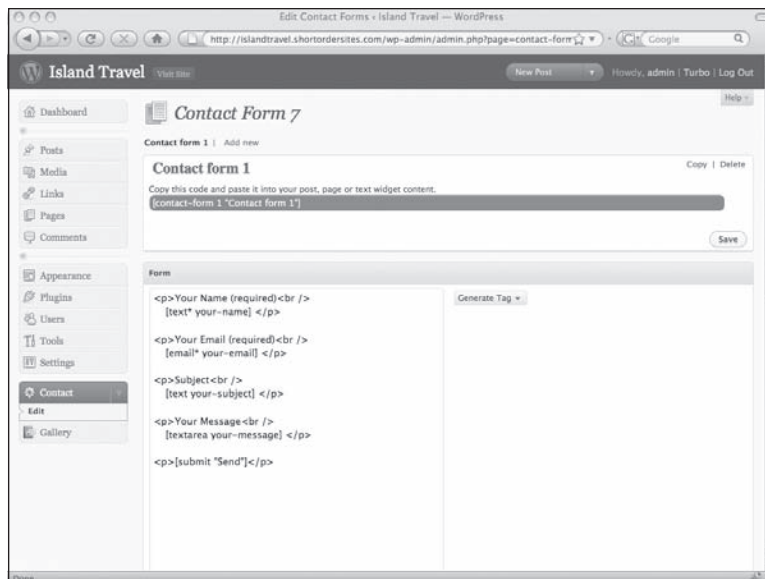 Edit Contact Forms ‹ Island Travel — WordPress
http://islandtravel.shortordersites.com/wp-admin/admin.php?page=contact-form
Google
Island Travel Visit Site
New Post
Howdy, admin | Turbo | Log Out
Help
Dashboard
Posts
Media
Links
Pages
Comments
Appearance
Plugins
Users
Tools
Settings
Contact
Edit
Gallery
Contact Form 7
Contact form 1 | Add new
Contact form 1
Copy | Delete
Copy this code and paste it into your post, page or text widget content.
[contact-form 1 "Contact form 1"]
Save
Form
<p>Your Name (required)<br />
[text* your-name] </p>
<p>Your Email (required)<br />
[email* your-email] </p>
<p>Subject<br />
[text your-subject] </p>
<p>Your Message<br />
[textarea your-message] </p>
<p>[submit "Send"]</p>
Generate Tag
Done